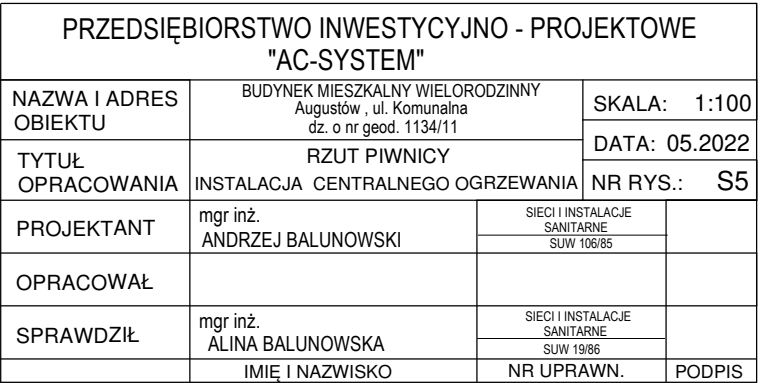 PRZEDSIĘBIORSTWO INWESTYCYJNO - PROJEKTOWE
"AC-SYSTEM"
NAZWA I ADRES
OBIEKTU
BUDYNEK MIESZKALNY WIELORODZINNY
Augustów , ul. Komunalna
dz. o nr geod. 1134/11
SKALA: 1:100
DATA: 05.2022
TYTUŁ
OPRACOWANIA
RZUT PIWNICY
INSTALACJA CENTRALNEGO OGRZEWANIA
NR RYS.: S5
PROJEKTANT
mgr inż.
ANDRZEJ BALUNOWSKI
SIECI I INSTALACJE
SANITARNE
SUW 106/85
OPRACOWAŁ
SPRAWDZIŁ
mgr inż.
ALINA BALUNOWSKA
SIECI I INSTALACJE
SANITARNE
SUW 19/86
IMIĘ I NAZWISKO
NR UPRAWN.
PODPIS